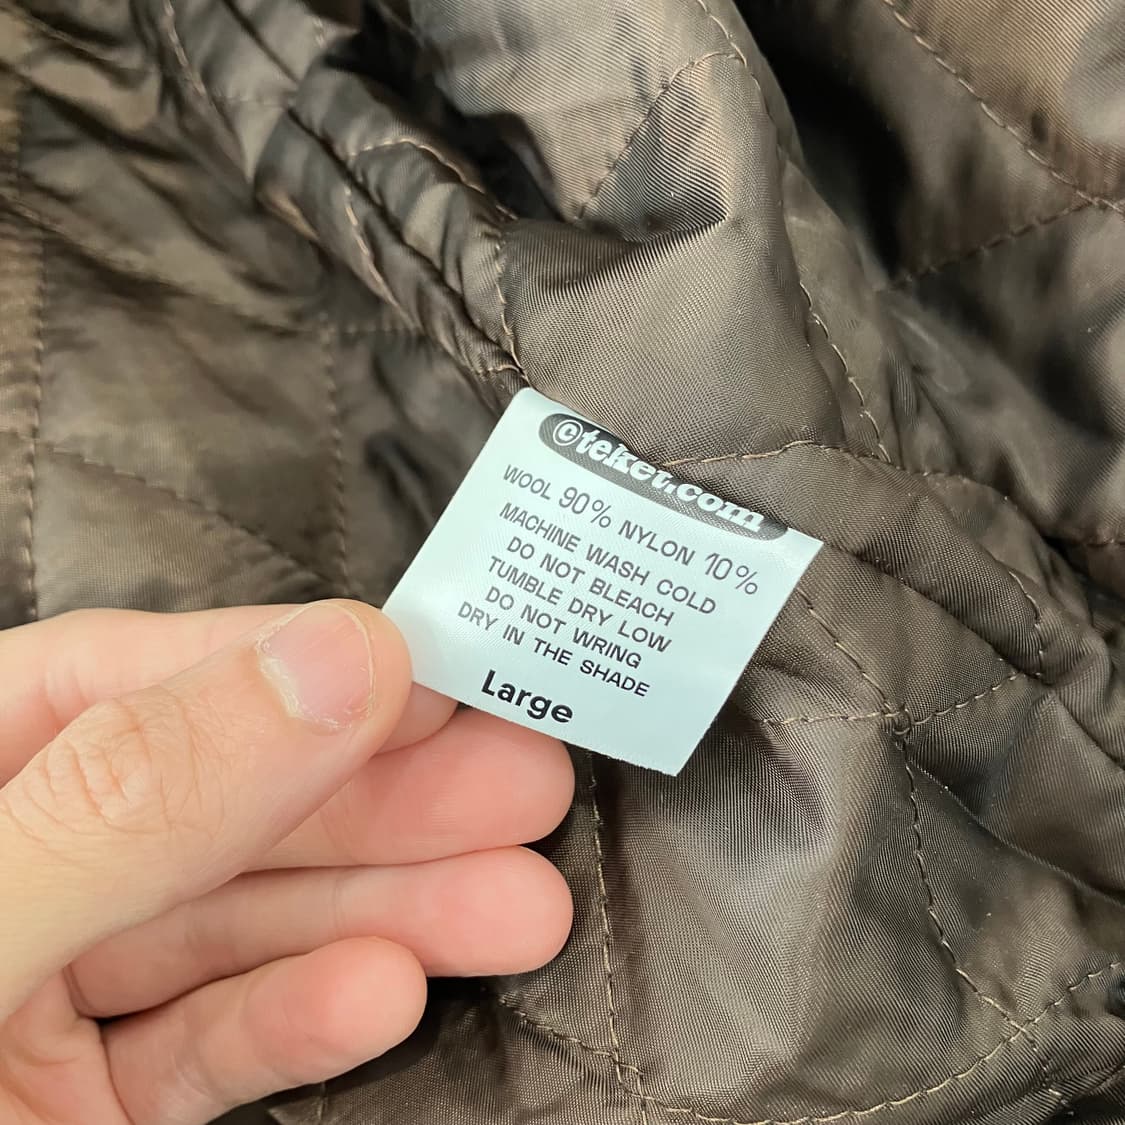 ©teket.com
WOOL 90% NYLON 10%
MACHINE WASH COLD
DO NOT BLEACH
TUMBLE DRY LOW
DO NOT WRING
DRY IN THE SHADE
Large